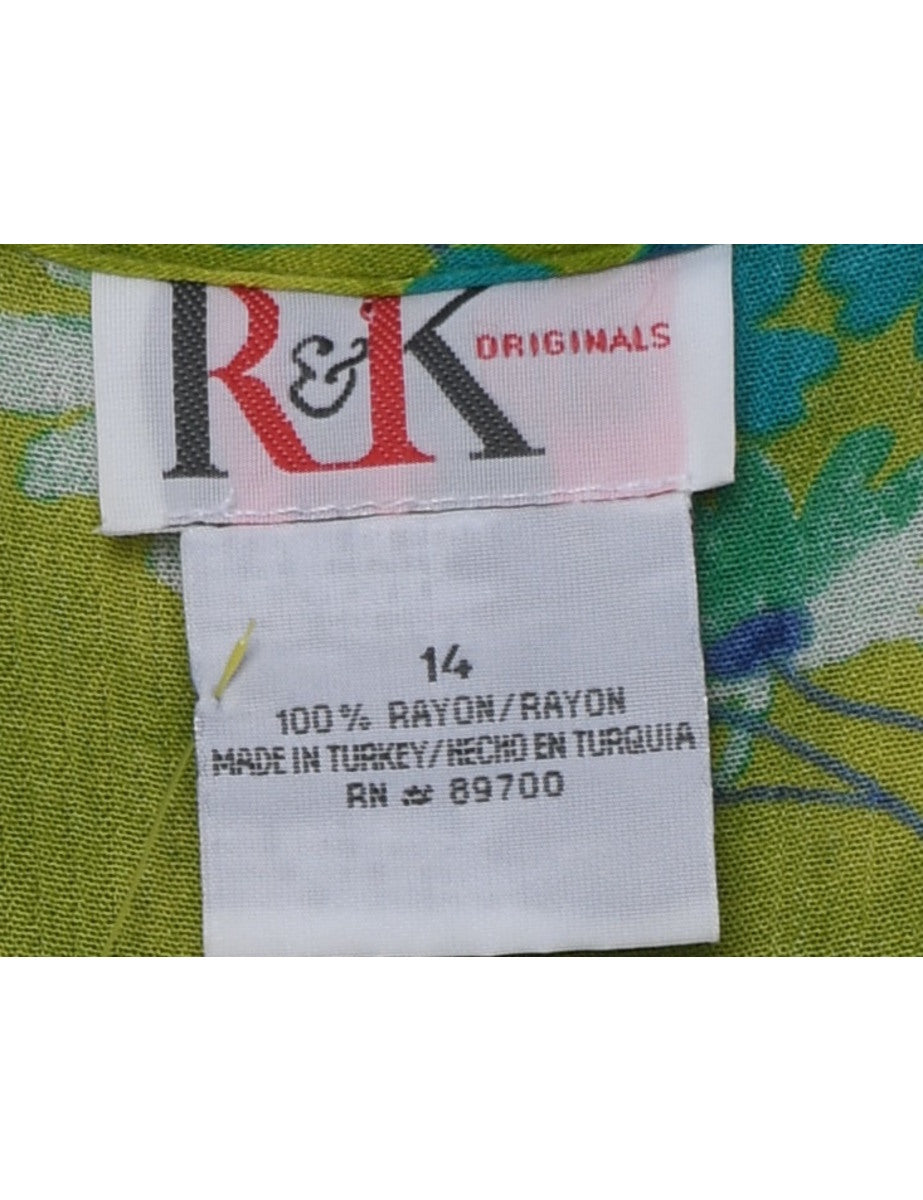 R&K ORIGINALS
14
100% RAYON/RAYON
MADE IN TURKEY/HECHO EN TURQUIA
RN # 89700